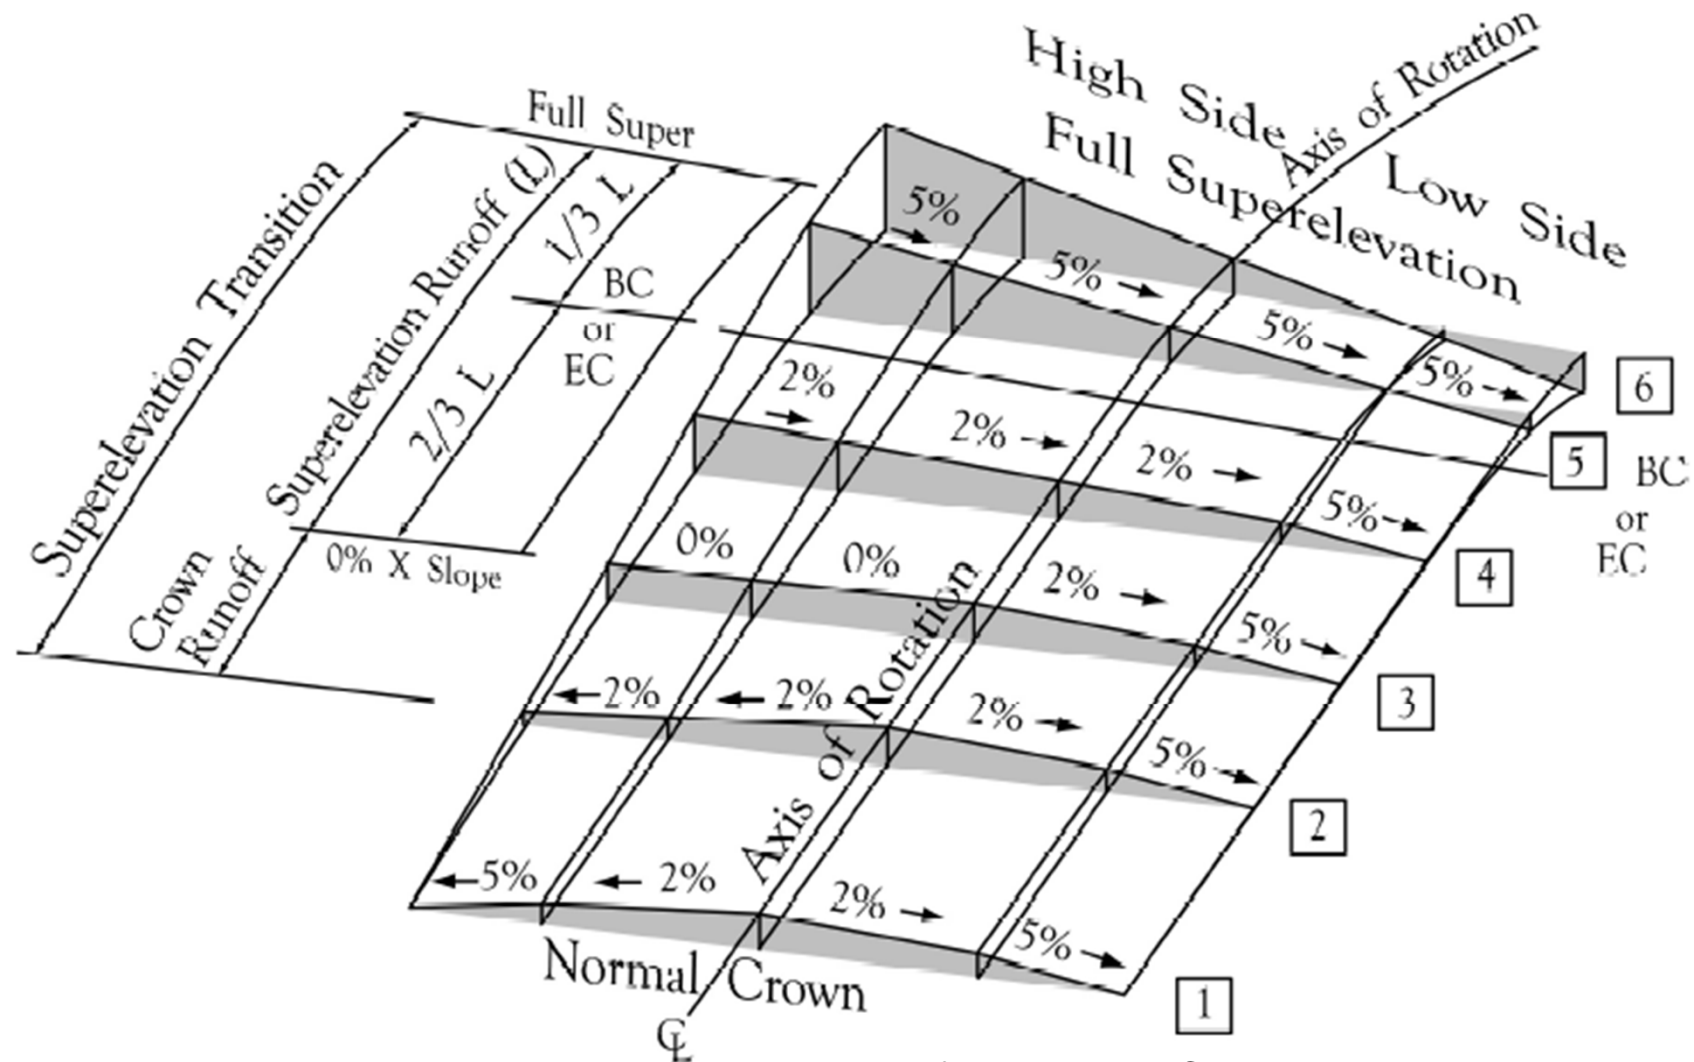 High Side
Axis of Rotation
Low Side
Full Superelevation
Full Super
Superelevation Transition
Superelevation Runoff (L)
1/3 L
BC
or
EC
2/3 L
0% X Slope
Crown
Runoff
5%
5%
5%
5%
6
2%
2%
2%
5%
5
BC
or
EC
0%
0%
2%
5%
4
2%
2%
2%
5%
3
Axis of Rotation
2
5%
2%
2%
5%
1
Normal Crown
℄